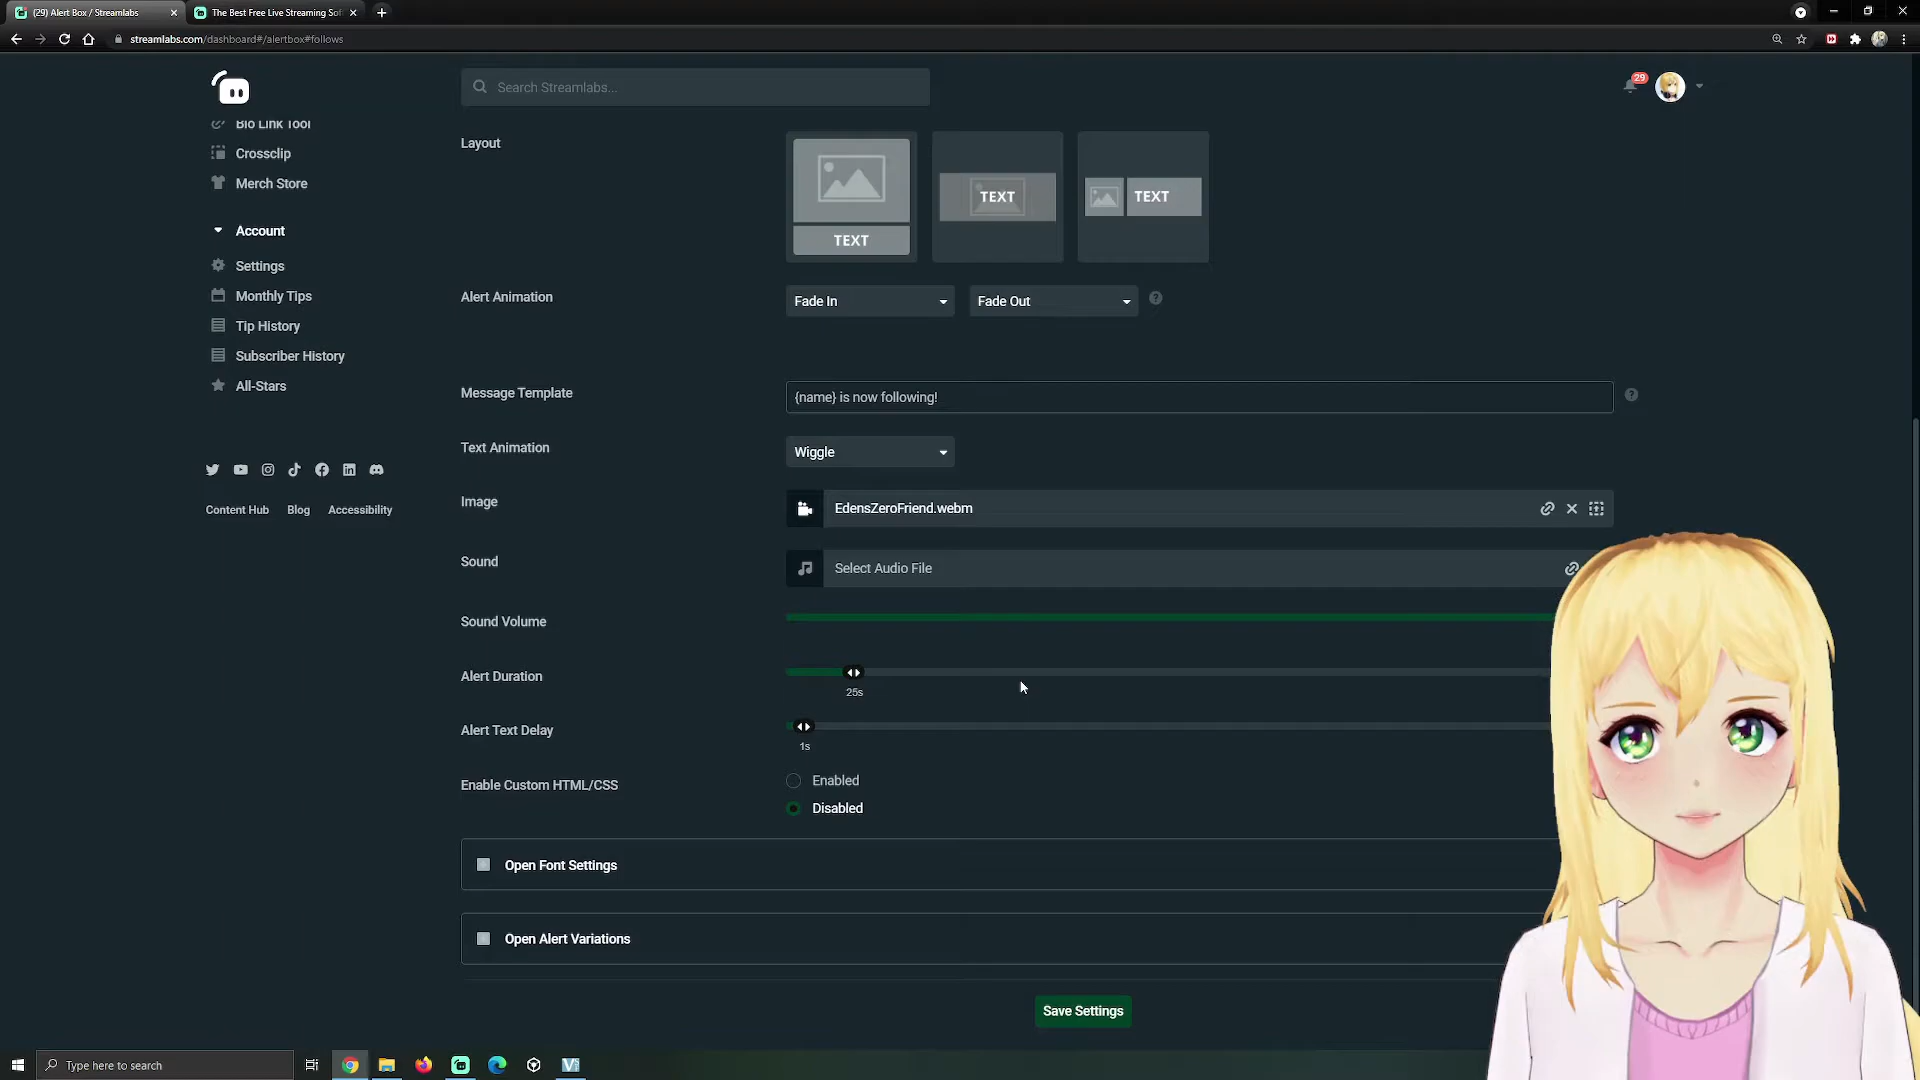 (29) Alert Box / Streamlabs
The Best Free Live Streaming Sof
streamlabs.com/dashboard#/alertbox#follows
Search Streamlabs...
29
Bio Link Tool
Crossclip
Merch Store
Account
Settings
Monthly Tips
Tip History
Subscriber History
All-Stars
Content Hub Blog Accessibility
Layout
TEXT
TEXT
TEXT
Alert Animation
Fade In
Fade Out
Message Template
{name} is now following!
Text Animation
Wiggle
Image
EdensZeroFriend.webm
Sound
Select Audio File
Sound Volume
Alert Duration
25s
Alert Text Delay
1s
Enable Custom HTML/CSS
Enabled
Disabled
Open Font Settings
Open Alert Variations
Save Settings
Type here to search